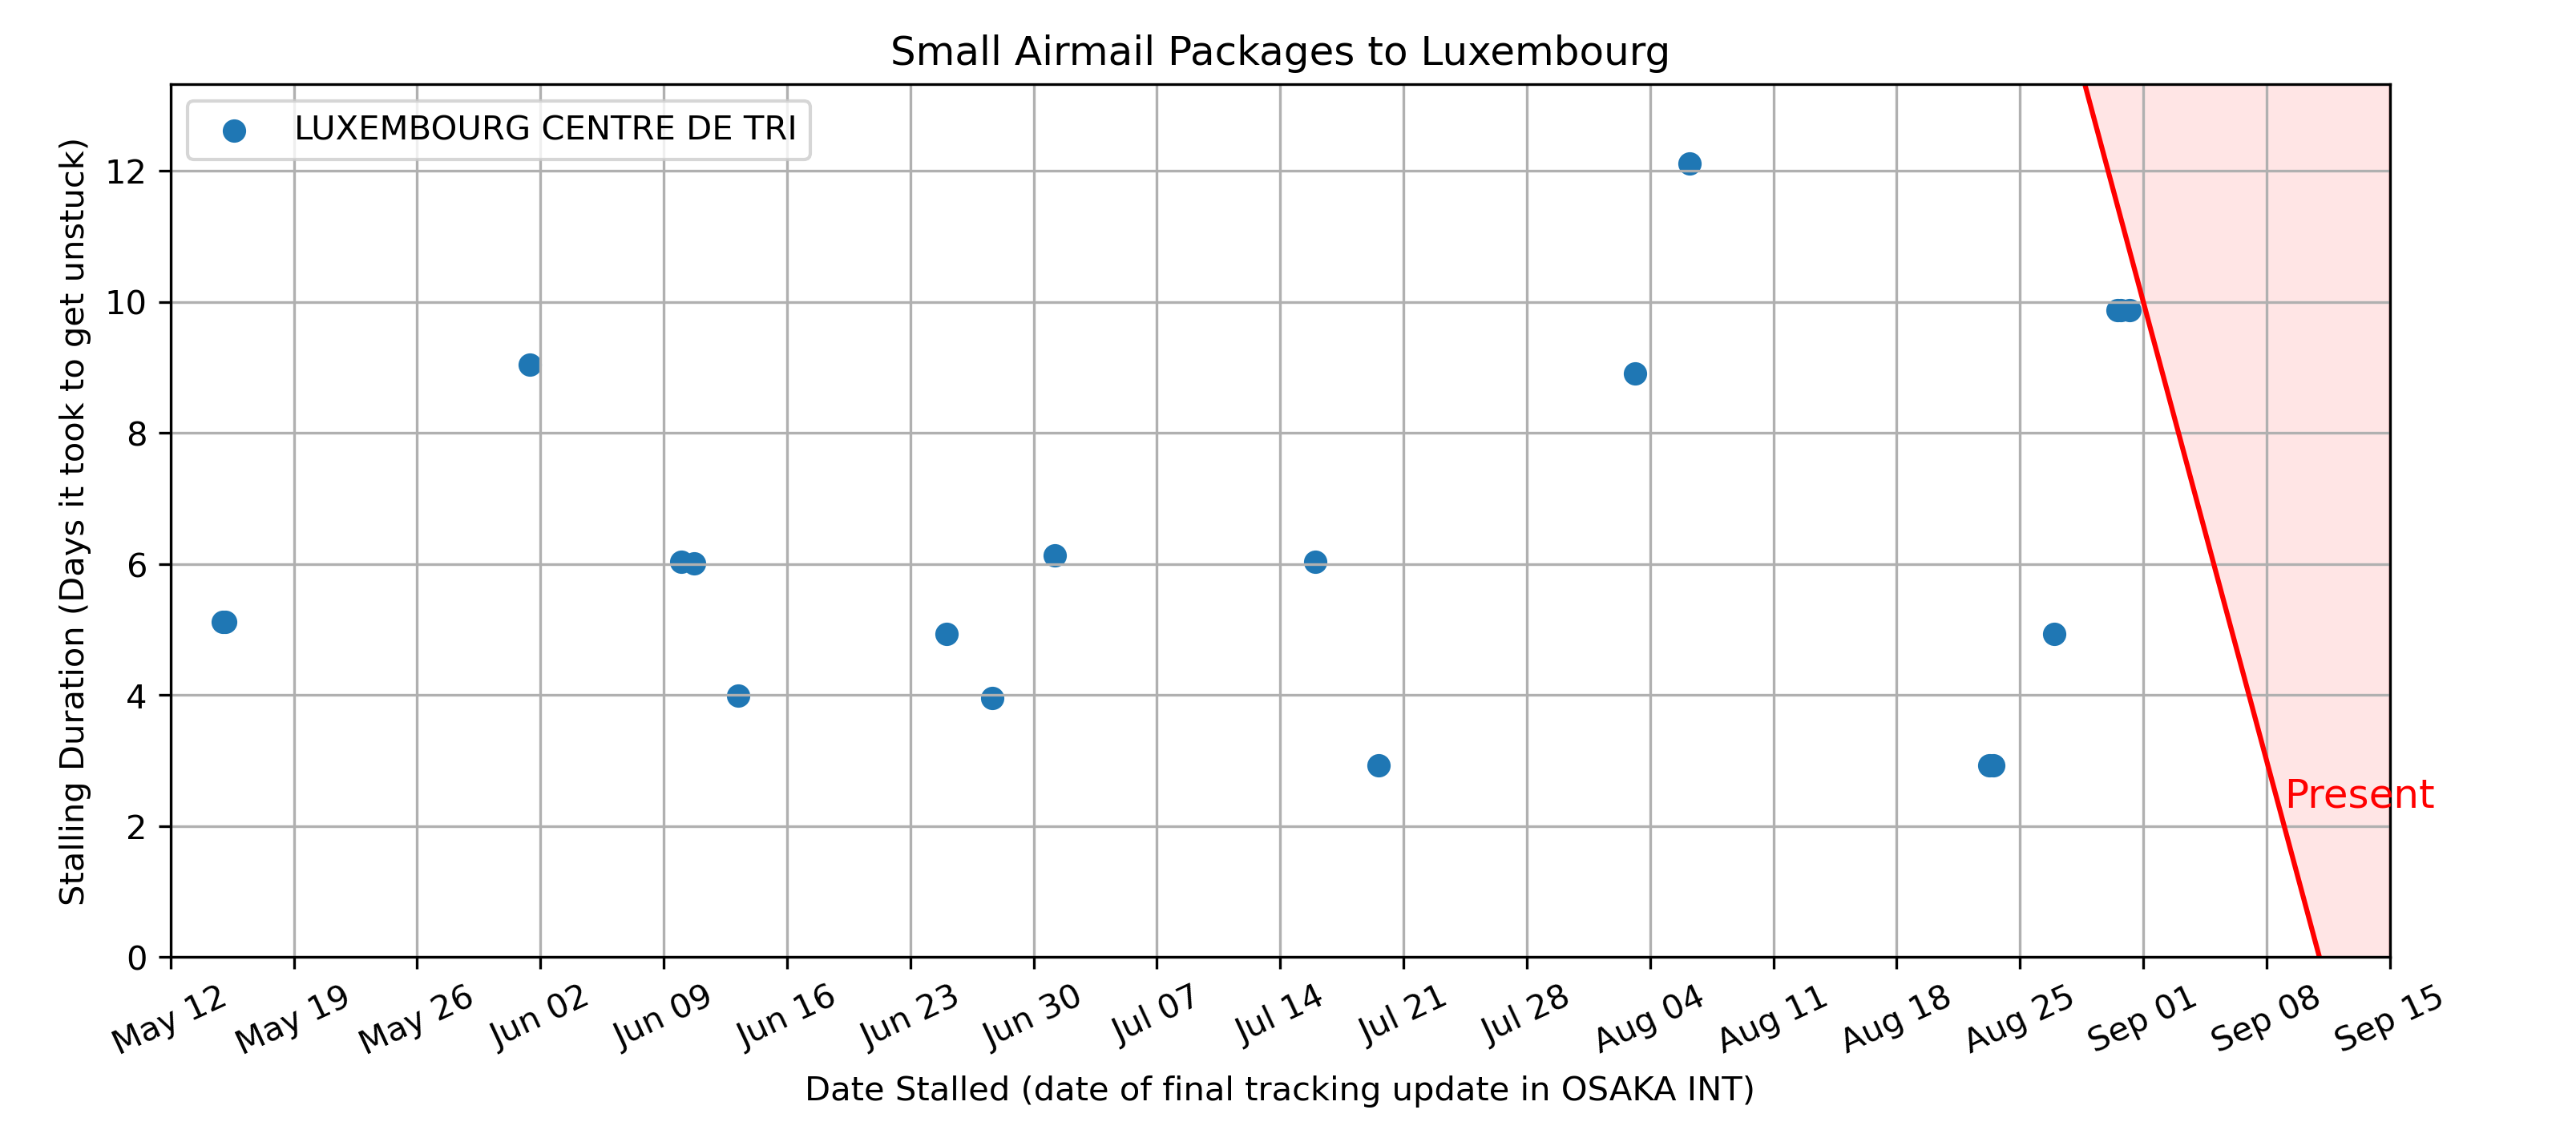 Small Airmail Packages to Luxembourg
LUXEMBOURG CENTRE DE TRI
Stalling Duration (Days it took to get unstuck)
12
10
8
6
4
2
0
Present
May 12
May 19
May 26
Jun 02
Jun 09
Jun 16
Jun 23
Jun 30
Jul 07
Jul 14
Jul 21
Jul 28
Aug 04
Aug 11
Aug 18
Aug 25
Sep 01
Sep 08
Sep 15
Date Stalled (date of final tracking update in OSAKA INT)